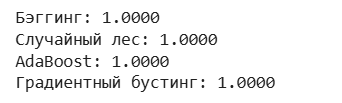 Бэггинг: 1.0000
Случайный лес: 1.0000
AdaBoost: 1.0000
Градиентный бустинг: 1.0000